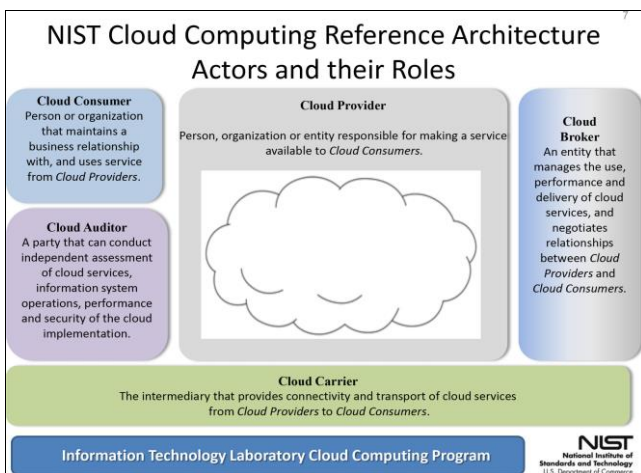 7
NIST Cloud Computing Reference Architecture
Actors and their Roles
Cloud Consumer
Person or organization
that maintains a
business relationship
with, and uses service
from Cloud Providers.
Cloud Auditor
A party that can conduct
independent assessment
of cloud services,
information system
operations, performance
and security of the cloud
implementation.
Cloud Provider
Person, organization or entity responsible for making a service
available to Cloud Consumers.
Cloud
Broker
An entity that
manages the use,
performance and
delivery of cloud
services, and
negotiates
relationships
between Cloud
Providers and
Cloud Consumers.
Cloud Carrier
The intermediary that provides connectivity and transport of cloud services
from Cloud Providers to Cloud Consumers.
Information Technology Laboratory Cloud Computing Program
NIST
National Institute of
Standards and Technology
U.S. Department of Commerce